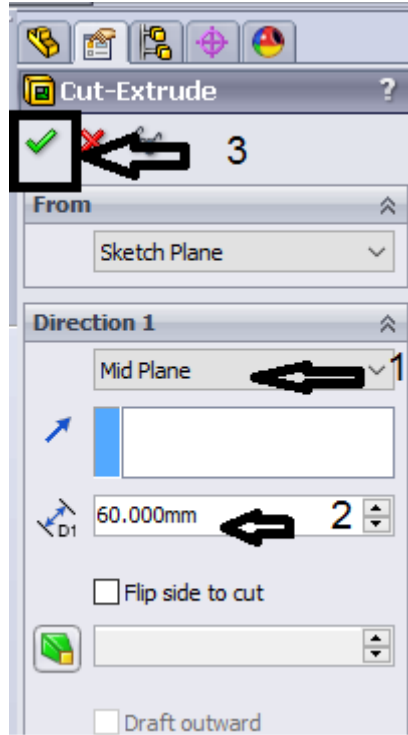 Cut-Extrude ?
3
From
Sketch Plane
Direction 1
Mid Plane 1
D1 60.000mm 2
Flip side to cut
Draft outward